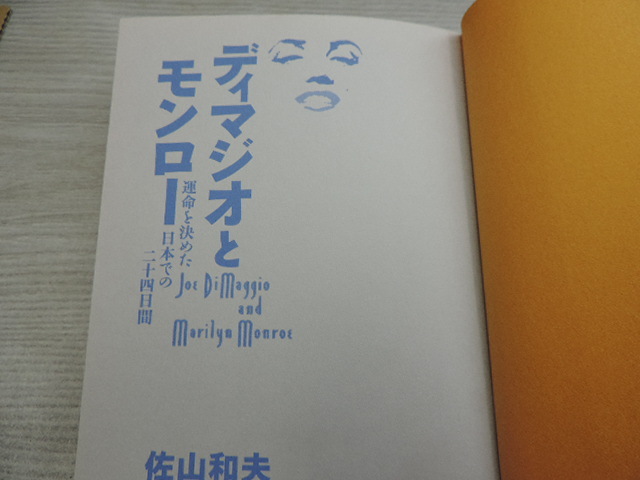 ディマジオと
モンロー
運命を決めた
日本での
二十四日間
Joe DiMaggio
and
Marilyn Monroe
佐山和夫